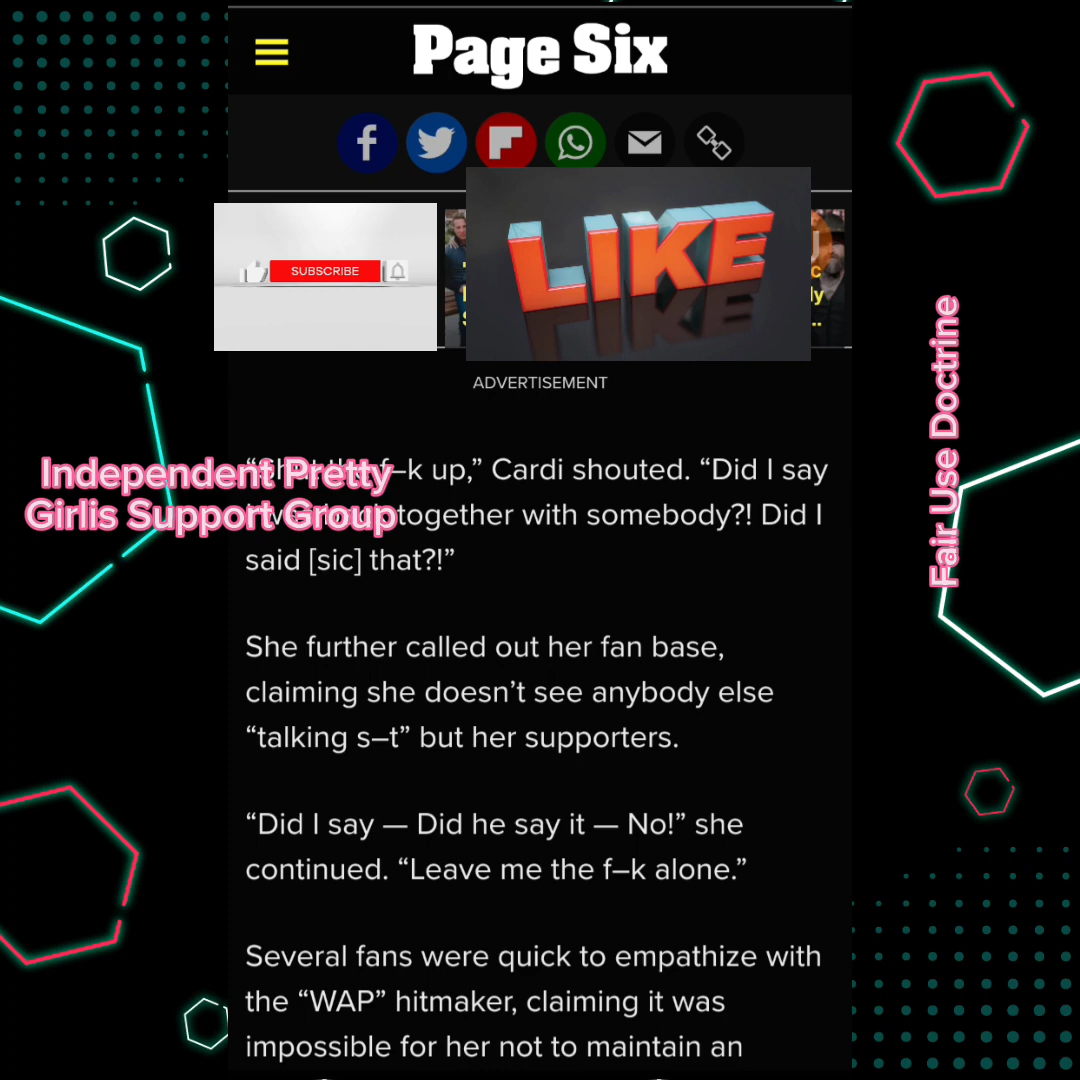 Page Six
SUBSCRIBE
LIKE
ADVERTISEMENT
Independent Pretty
Girlis Support Group
Fair Use Doctrine
f–k up,” Cardi shouted. “Did I say
together with somebody?! Did I
said [sic] that?!”
She further called out her fan base,
claiming she doesn’t see anybody else
“talking s–t” but her supporters.
“Did I say — Did he say it — No!” she
continued. “Leave me the f–k alone.”
Several fans were quick to empathize with
the “WAP” hitmaker, claiming it was
impossible for her not to maintain an